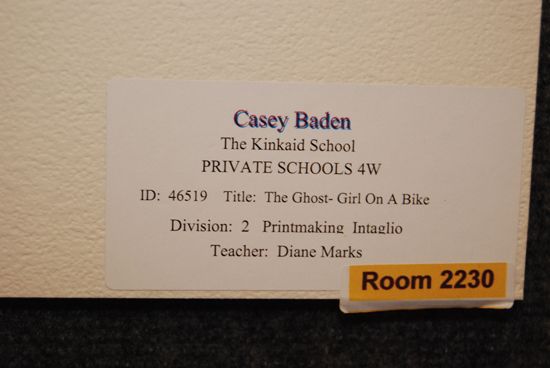 Casey Baden
The Kinkaid School
PRIVATE SCHOOLS 4W
ID: 46519 Title: The Ghost- Girl On A Bike
Division: 2 Printmaking Intaglio
Teacher: Diane Marks
Room 2230